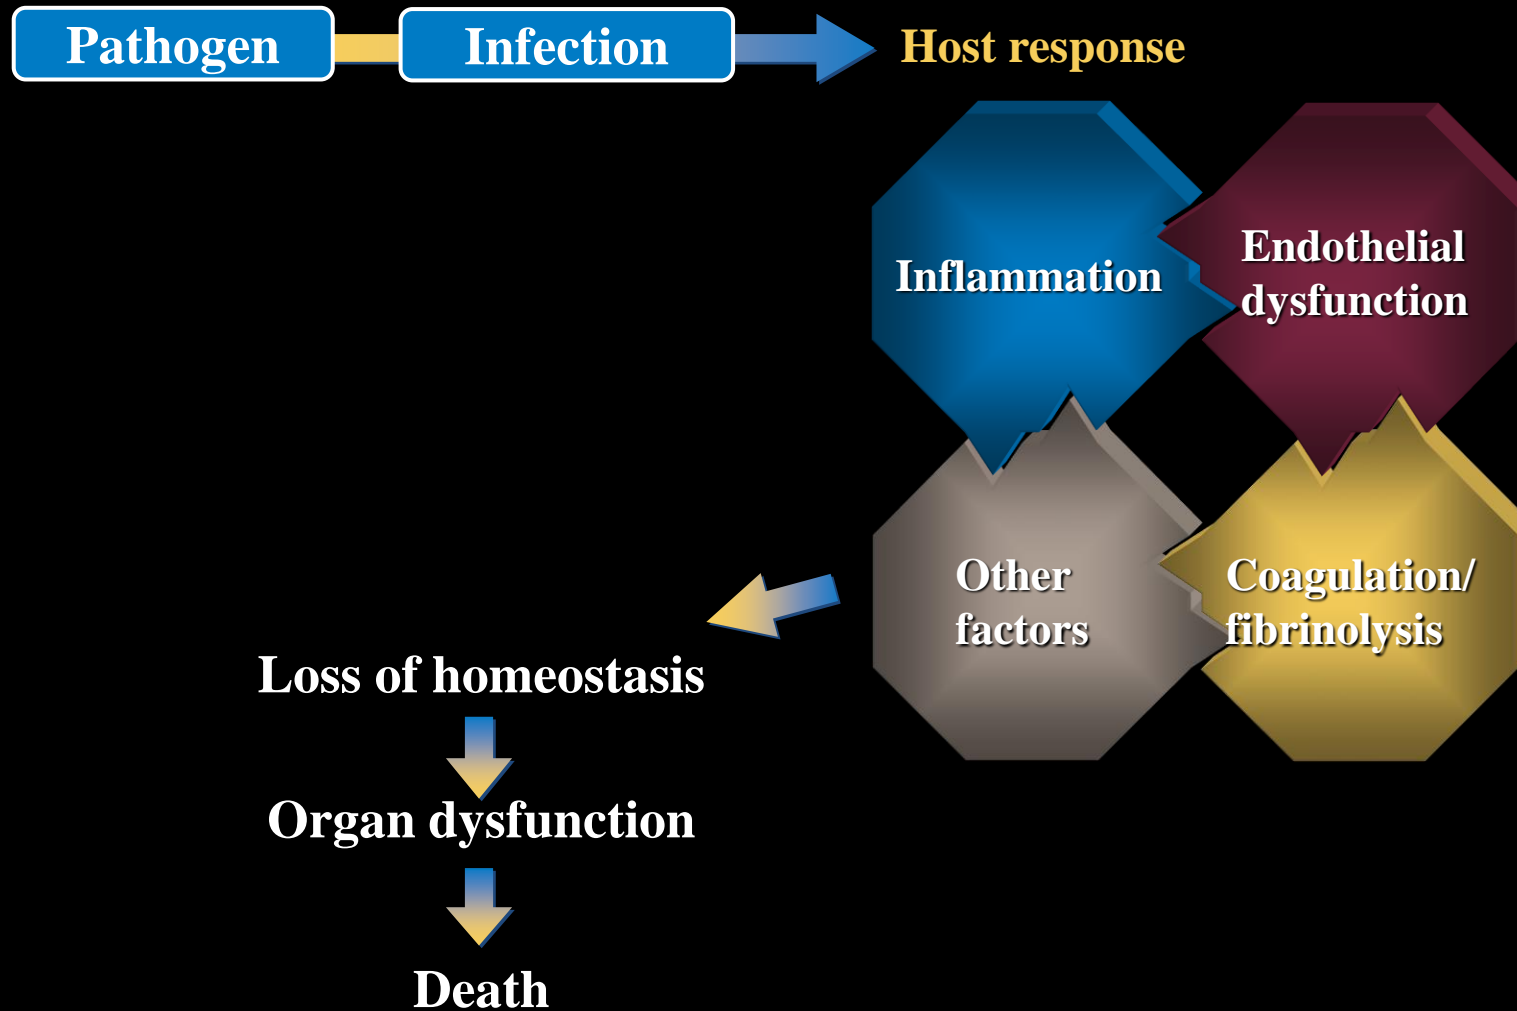 Pathogen
Infection
Host response
Inflammation
Endothelial
dysfunction
Other
factors
Coagulation/
fibrinolysis
Loss of homeostasis
Organ dysfunction
Death